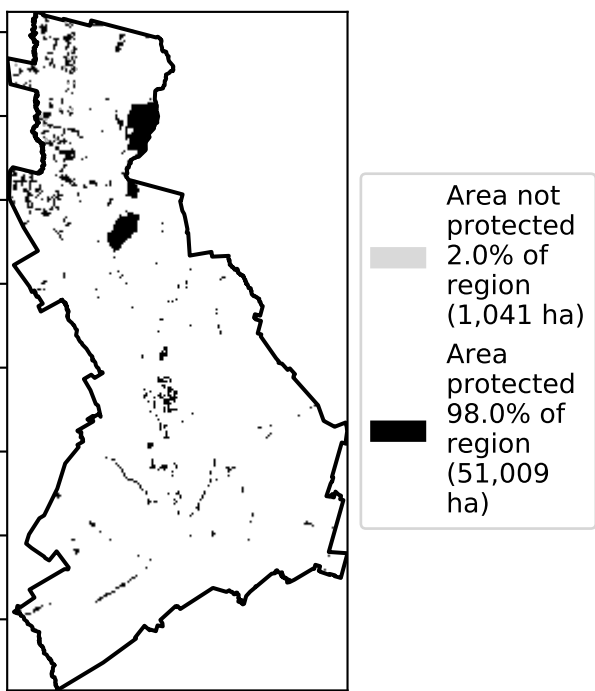 Area not
protected
2.0% of
region
(1,041 ha)
Area
protected
98.0% of
region
(51,009
ha)